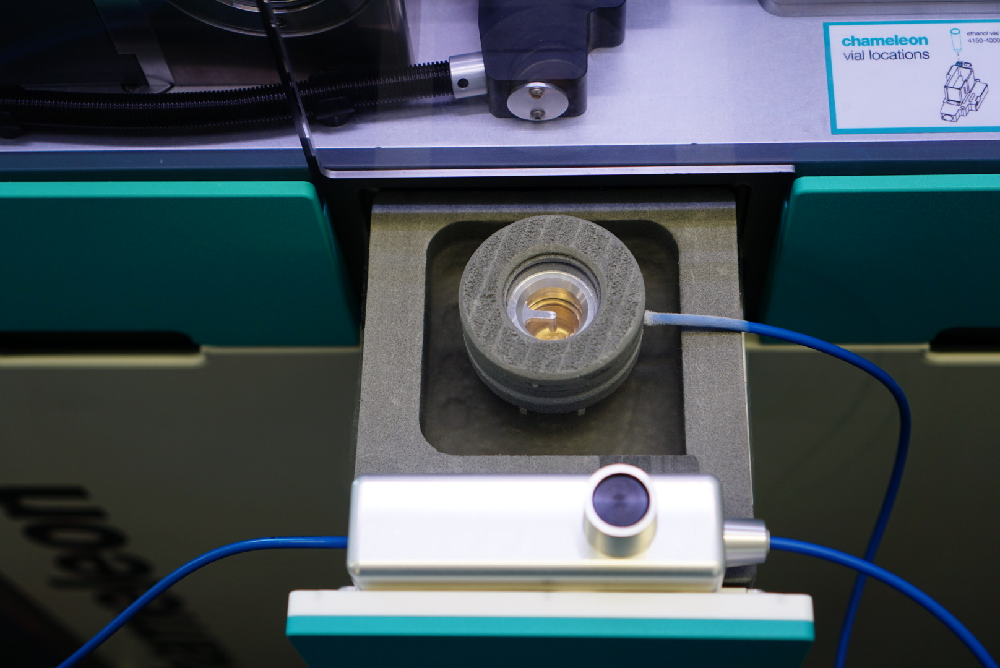 chameleon
vial locations
ethanol vial
4150-4000